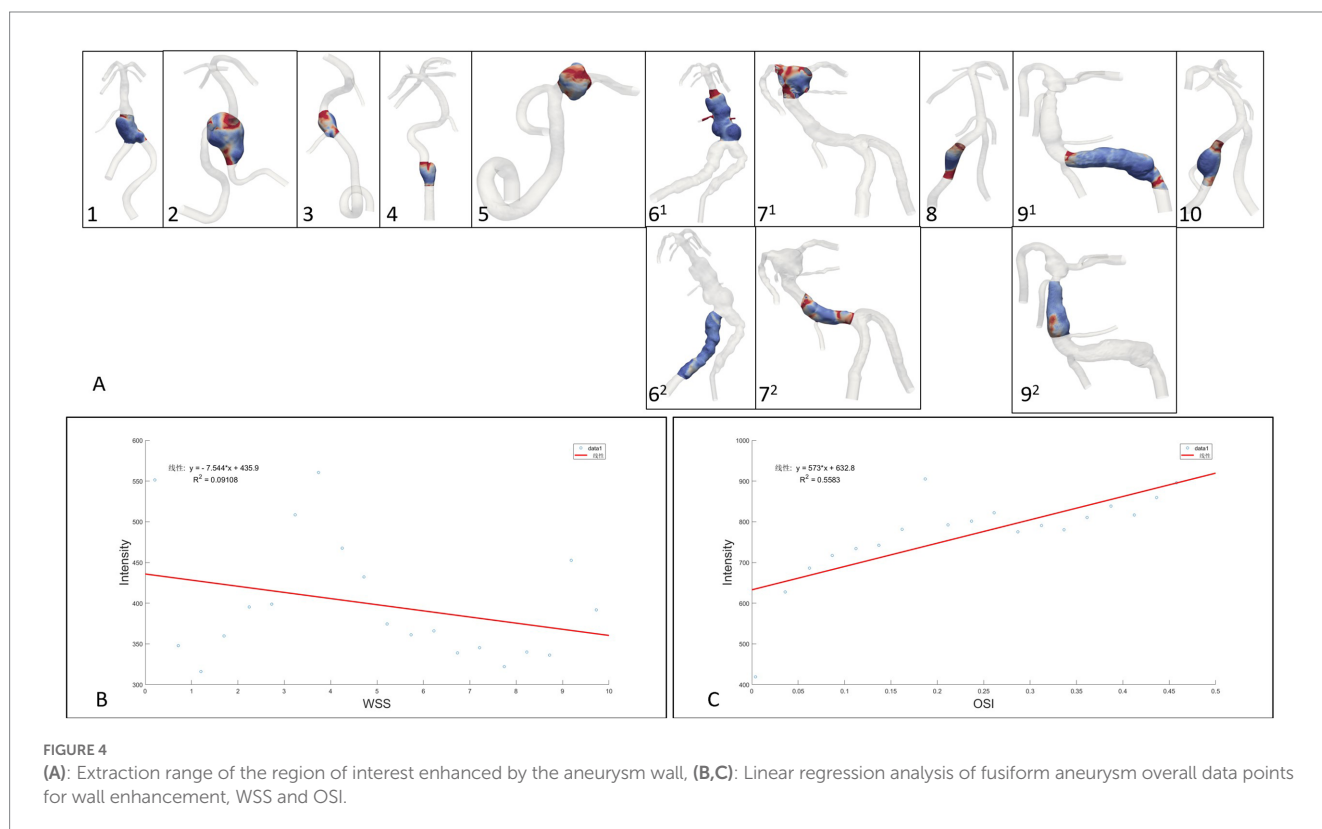 1 2 3 4 5 6¹ 7¹ 8 9¹ 10
6² 7² 9²
A
600
550
500
450
400
350
300
0 1 2 3 4 5 6 7 8 9 10
Intensity
WSS
线性: y = - 7.544*x + 435.9
R² = 0.09108
data1
线性
B
1000
900
800
700
600
500
400
0 0.05 0.1 0.15 0.2 0.25 0.3 0.35 0.4 0.45 0.5
Intensity
OSI
线性: y = 573*x + 632.8
R² = 0.5583
data1
线性
C
FIGURE 4
(A): Extraction range of the region of interest enhanced by the aneurysm wall, (B,C): Linear regression analysis of fusiform aneurysm overall data points
for wall enhancement, WSS and OSI.